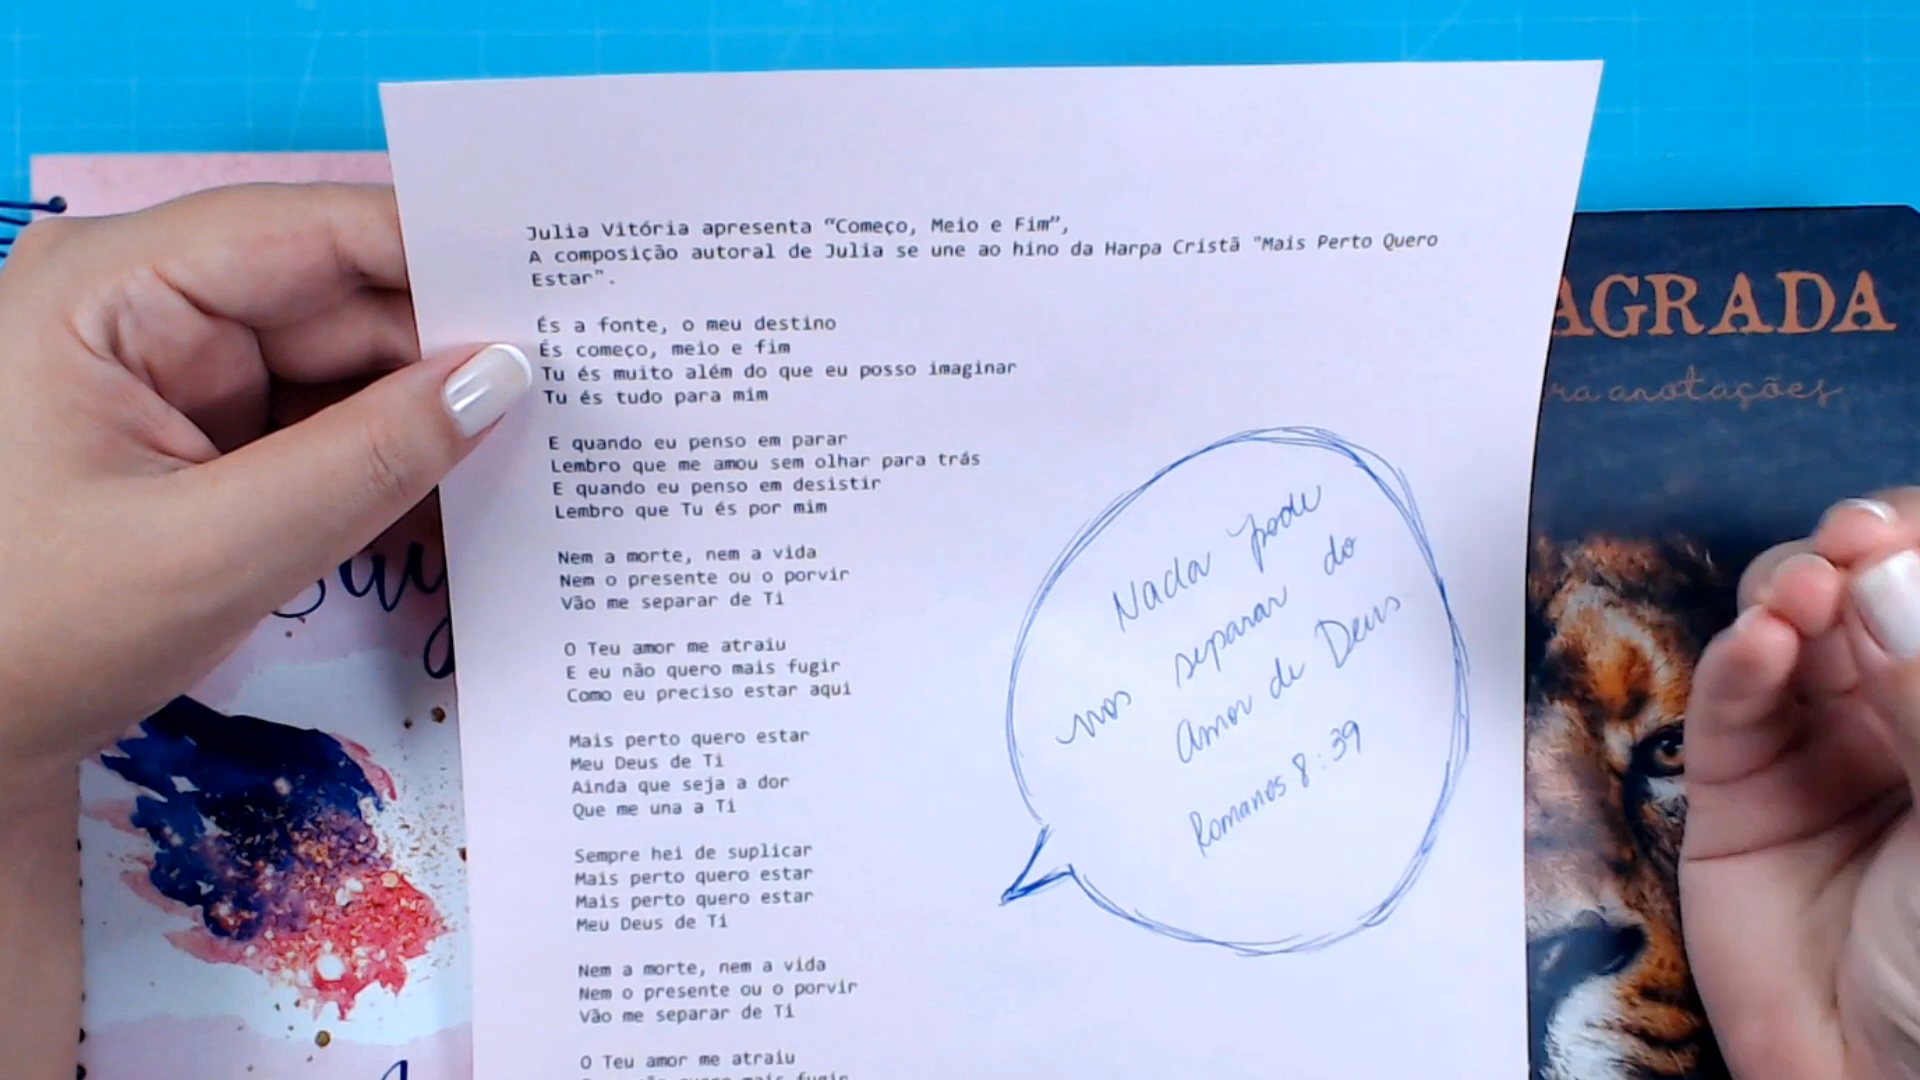 Julia Vitória apresenta “Começo, Meio e Fim”,
A composição autoral de Julia se une ao hino da Harpa Cristã "Mais Perto Quero
Estar".
És a fonte, o meu destino
És começo, meio e fim
Tu és muito além do que eu posso imaginar
Tu és tudo para mim
E quando eu penso em parar
Lembro que me amou sem olhar para trás
E quando eu penso em desistir
Lembro que Tu és por mim
Nem a morte, nem a vida
Nem o presente ou o porvir
Vão me separar de Ti
O Teu amor me atraiu
E eu não quero mais fugir
Como eu preciso estar aqui
Mais perto quero estar
Meu Deus de Ti
Ainda que seja a dor
Que me una a Ti
Sempre hei de suplicar
Mais perto quero estar
Mais perto quero estar
Meu Deus de Ti
Nem a morte, nem a vida
Nem o presente ou o porvir
Vão me separar de Ti
O Teu amor me atraiu
Nada pode
nos separar do
Amor de Deus
Romanos 8:39
AGRADA
ra anotações